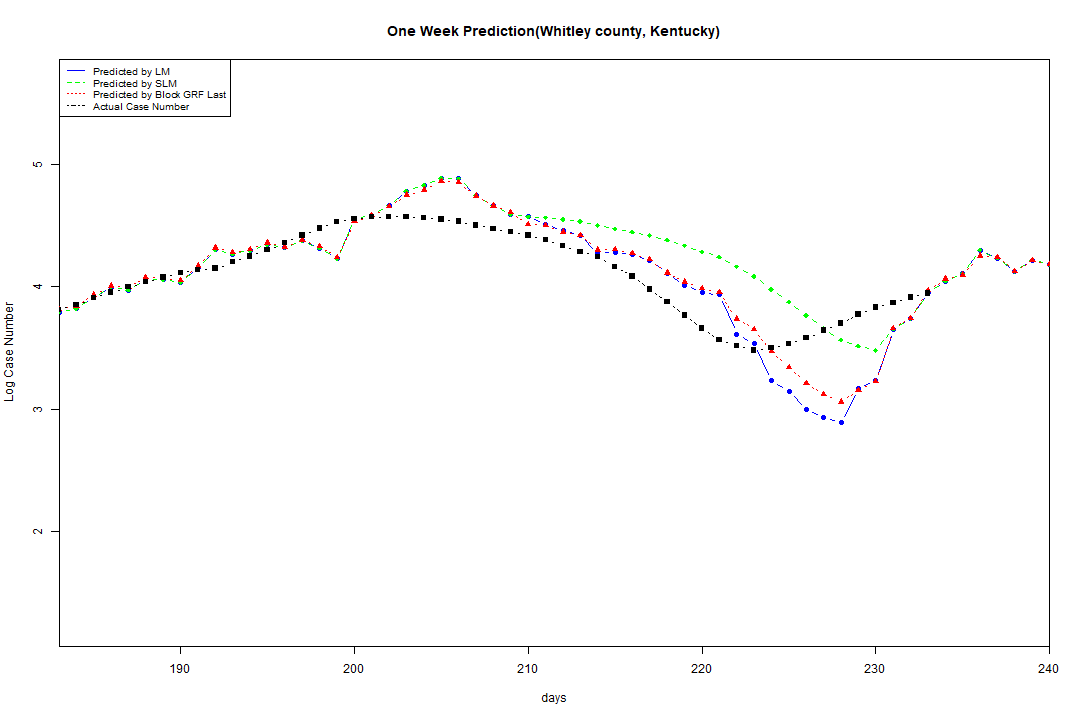 One Week Prediction(Whitley county, Kentucky)
Predicted by LM
Predicted by SLM
Predicted by Block GRF Last
Actual Case Number
5
4
3
2
Log Case Number
190 200 210 220 230 240
days